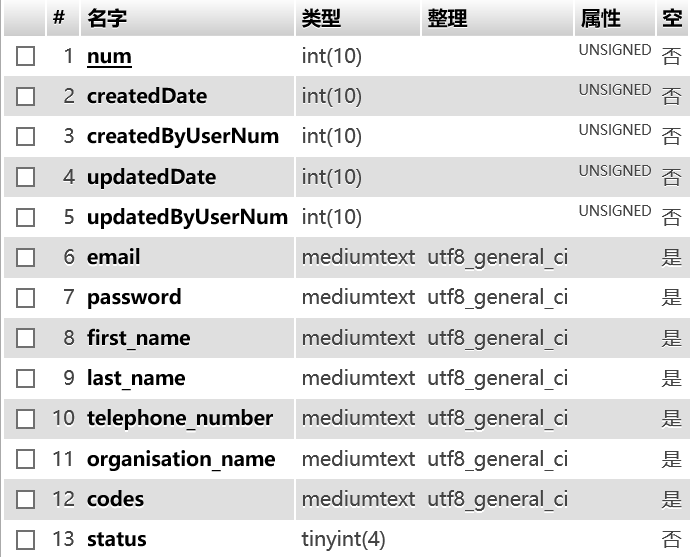 # 名字 类型 整理 属性 空
1 num int(10) UNSIGNED 否
2 createdDate int(10) UNSIGNED 否
3 createdByUserNum int(10) UNSIGNED 否
4 updatedDate int(10) UNSIGNED 否
5 updatedByUserNum int(10) UNSIGNED 否
6 email mediumtext utf8_general_ci 是
7 password mediumtext utf8_general_ci 是
8 first_name mediumtext utf8_general_ci 是
9 last_name mediumtext utf8_general_ci 是
10 telephone_number mediumtext utf8_general_ci 是
11 organisation_name mediumtext utf8_general_ci 是
12 codes mediumtext utf8_general_ci 是
13 status tinyint(4) 否